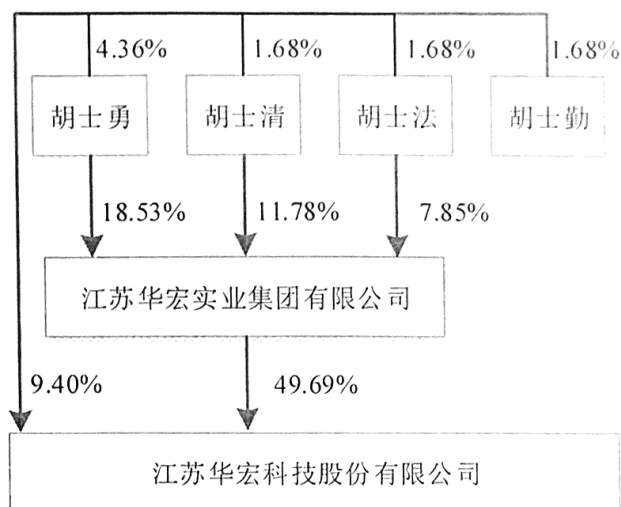 4.36% 1.68% 1.68% 1.68%
胡士勇 胡士清 胡士法 胡士勤
18.53% 11.78% 7.85%
江苏华宏实业集团有限公司
9.40% 49.69%
江苏华宏科技股份有限公司